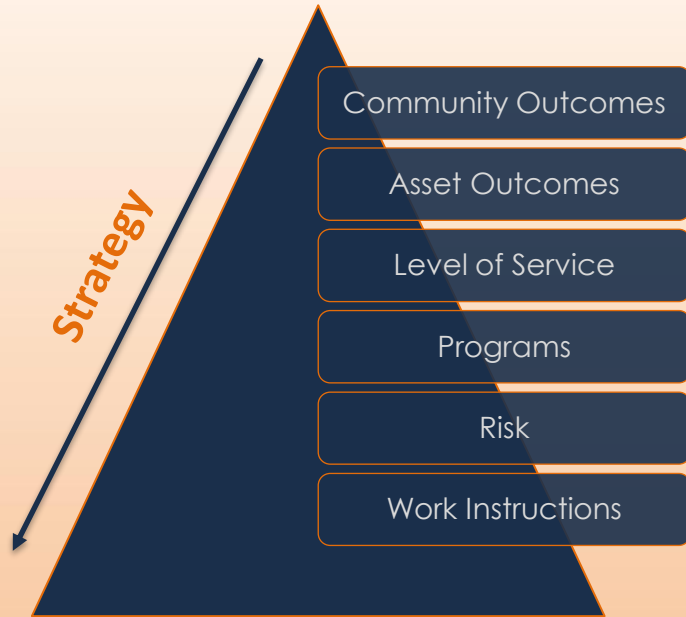 Strategy
Community Outcomes
Asset Outcomes
Level of Service
Programs
Risk
Work Instructions